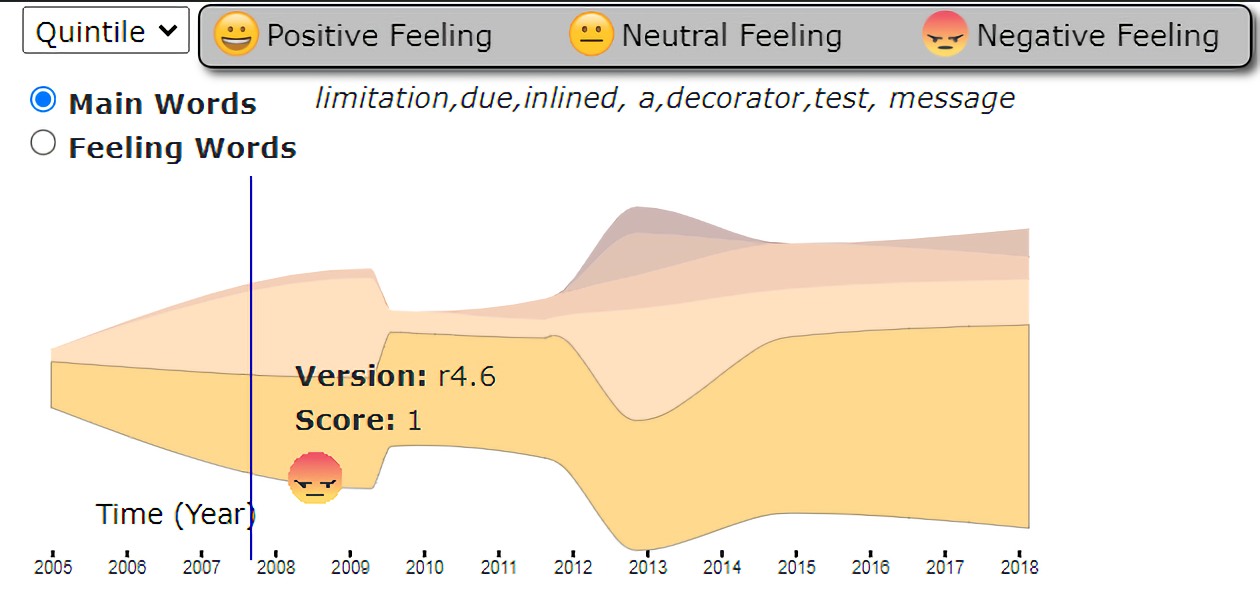 Quintile Positive Feeling Neutral Feeling Negative Feeling
Main Words limitation,due,inlined, a,decorator,test, message
Feeling Words
Version: r4.6
Score: 1
Time (Year)
2005 2006 2007 2008 2009 2010 2011 2012 2013 2014 2015 2016 2017 2018